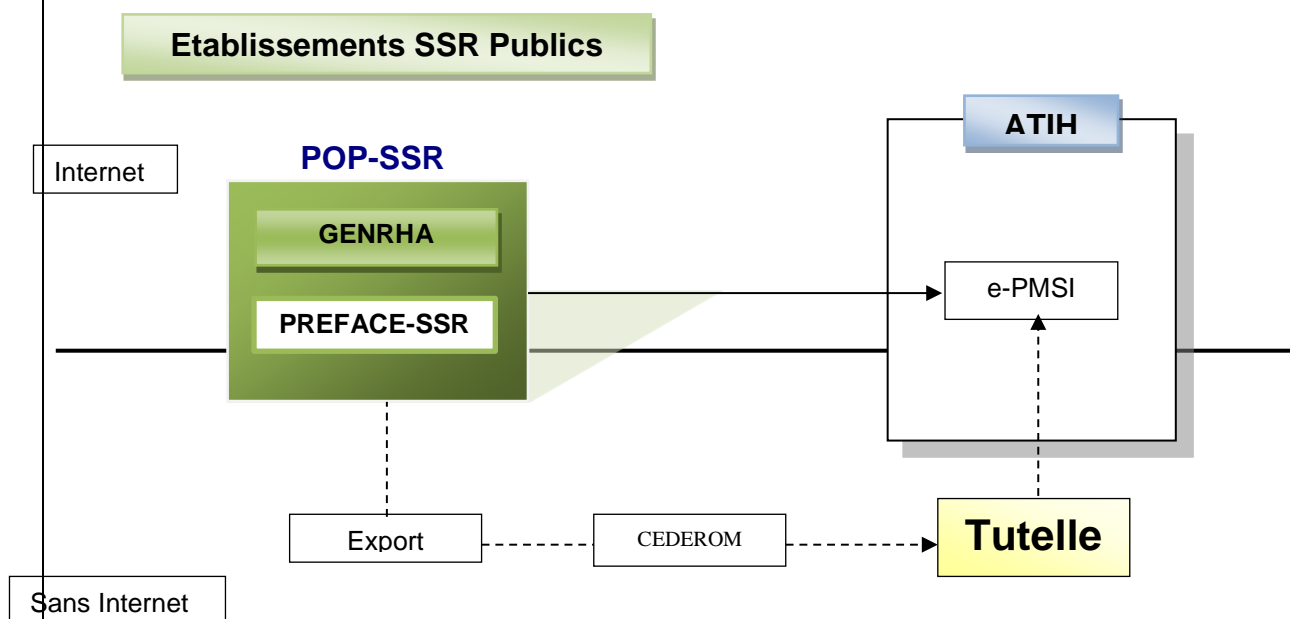 Etablissements SSR Publics
ATIH
Internet
POP-SSR
GENRHA
e-PMSI
PREFACE-SSR
Export
CEDEROM
Tutelle
Sans Internet